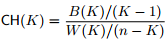 CH(K) = B(K)/(K − 1)
W(K)/(n − K)